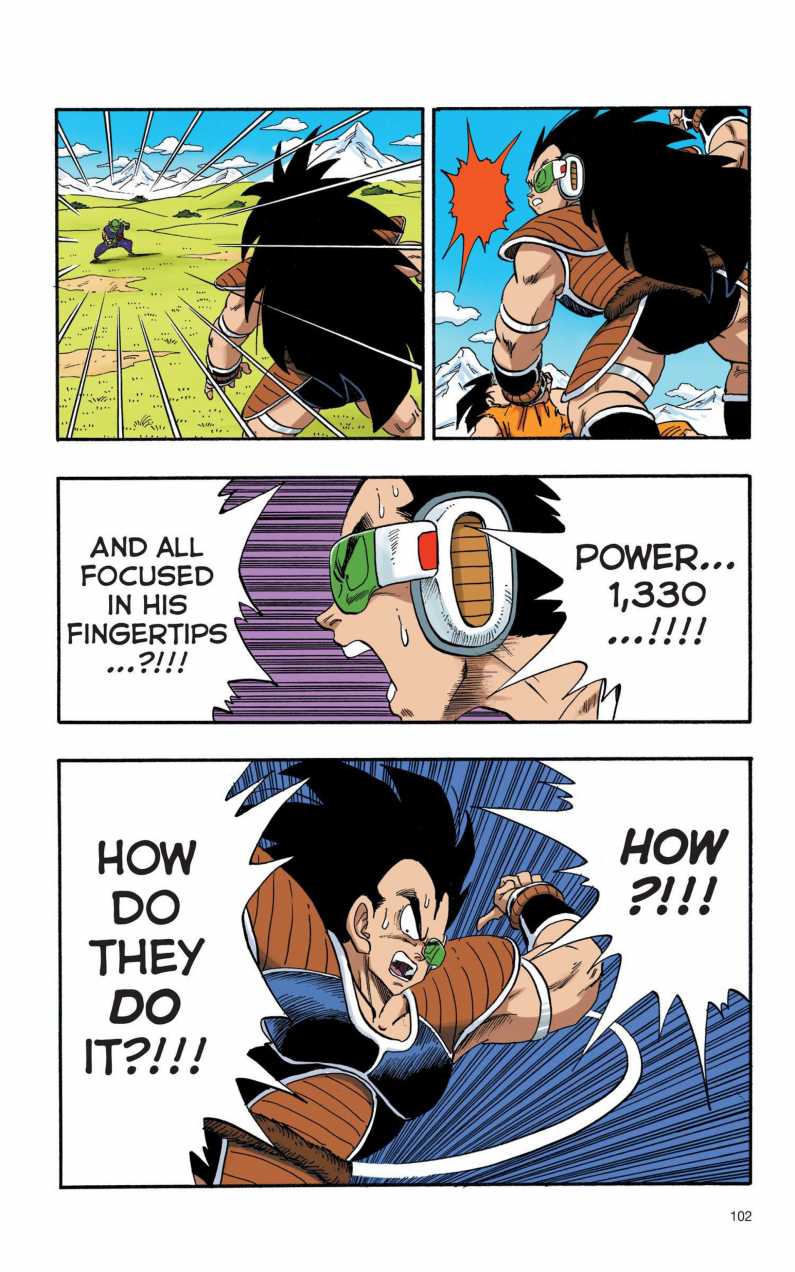 POWER...
1,330
...!!!!
AND ALL
FOCUSED
IN HIS
FINGERTIPS
...?!!!
HOW
?!!!
HOW
DO
THEY
DO
IT?!!!
102